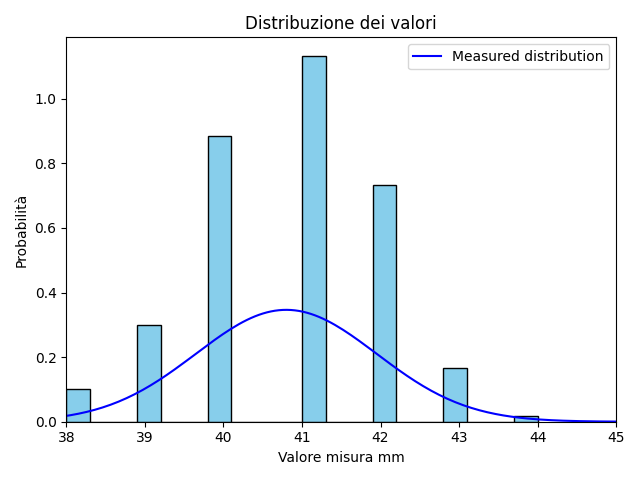 Distribuzione dei valori
Measured distribution
Probabilità
1.0
0.8
0.6
0.4
0.2
0.0
38 39 40 41 42 43 44 45
Valore misura mm